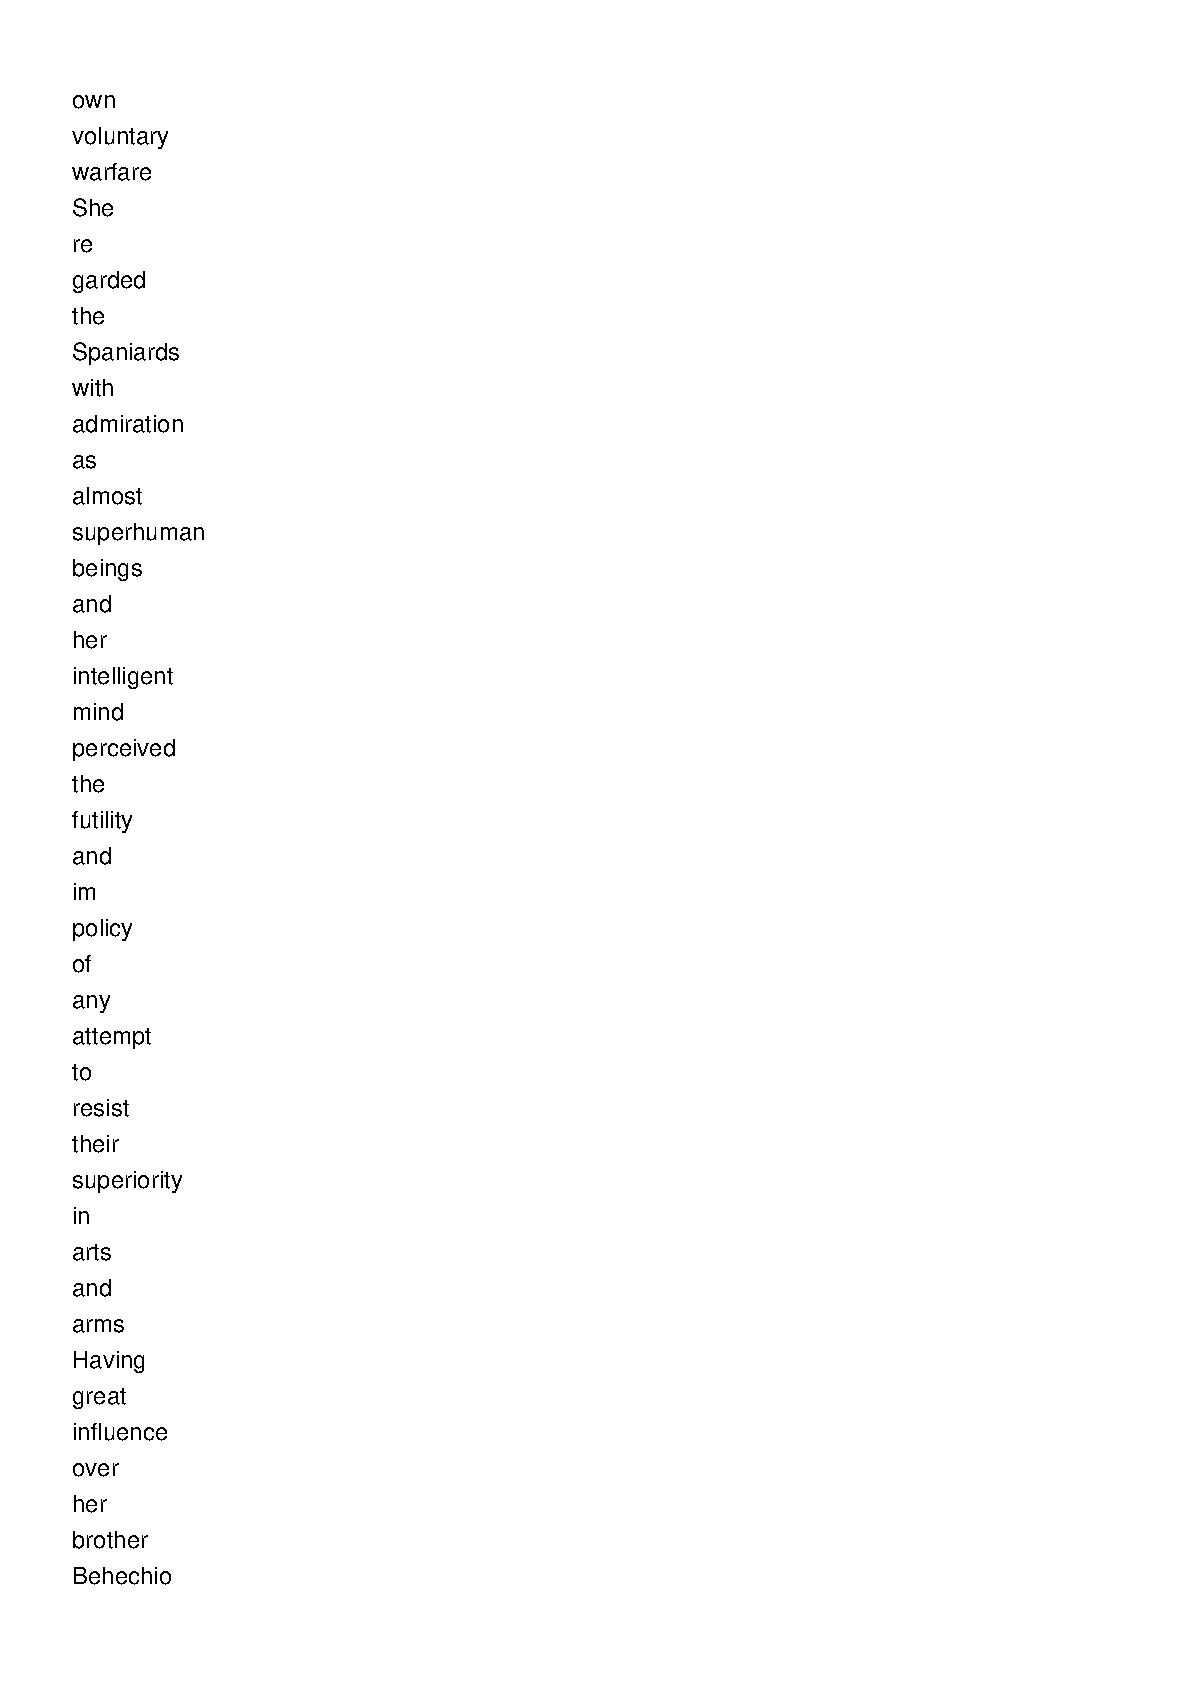 own
voluntary
warfare
She
re
garded
the
Spaniards
with
admiration
as
almost
superhuman
beings
and
her
intelligent
mind
perceived
the
futility
and
im
policy
of
any
attempt
to
resist
their
superiority
in
arts
and
arms
Having
great
influence
over
her
brother
Behechio